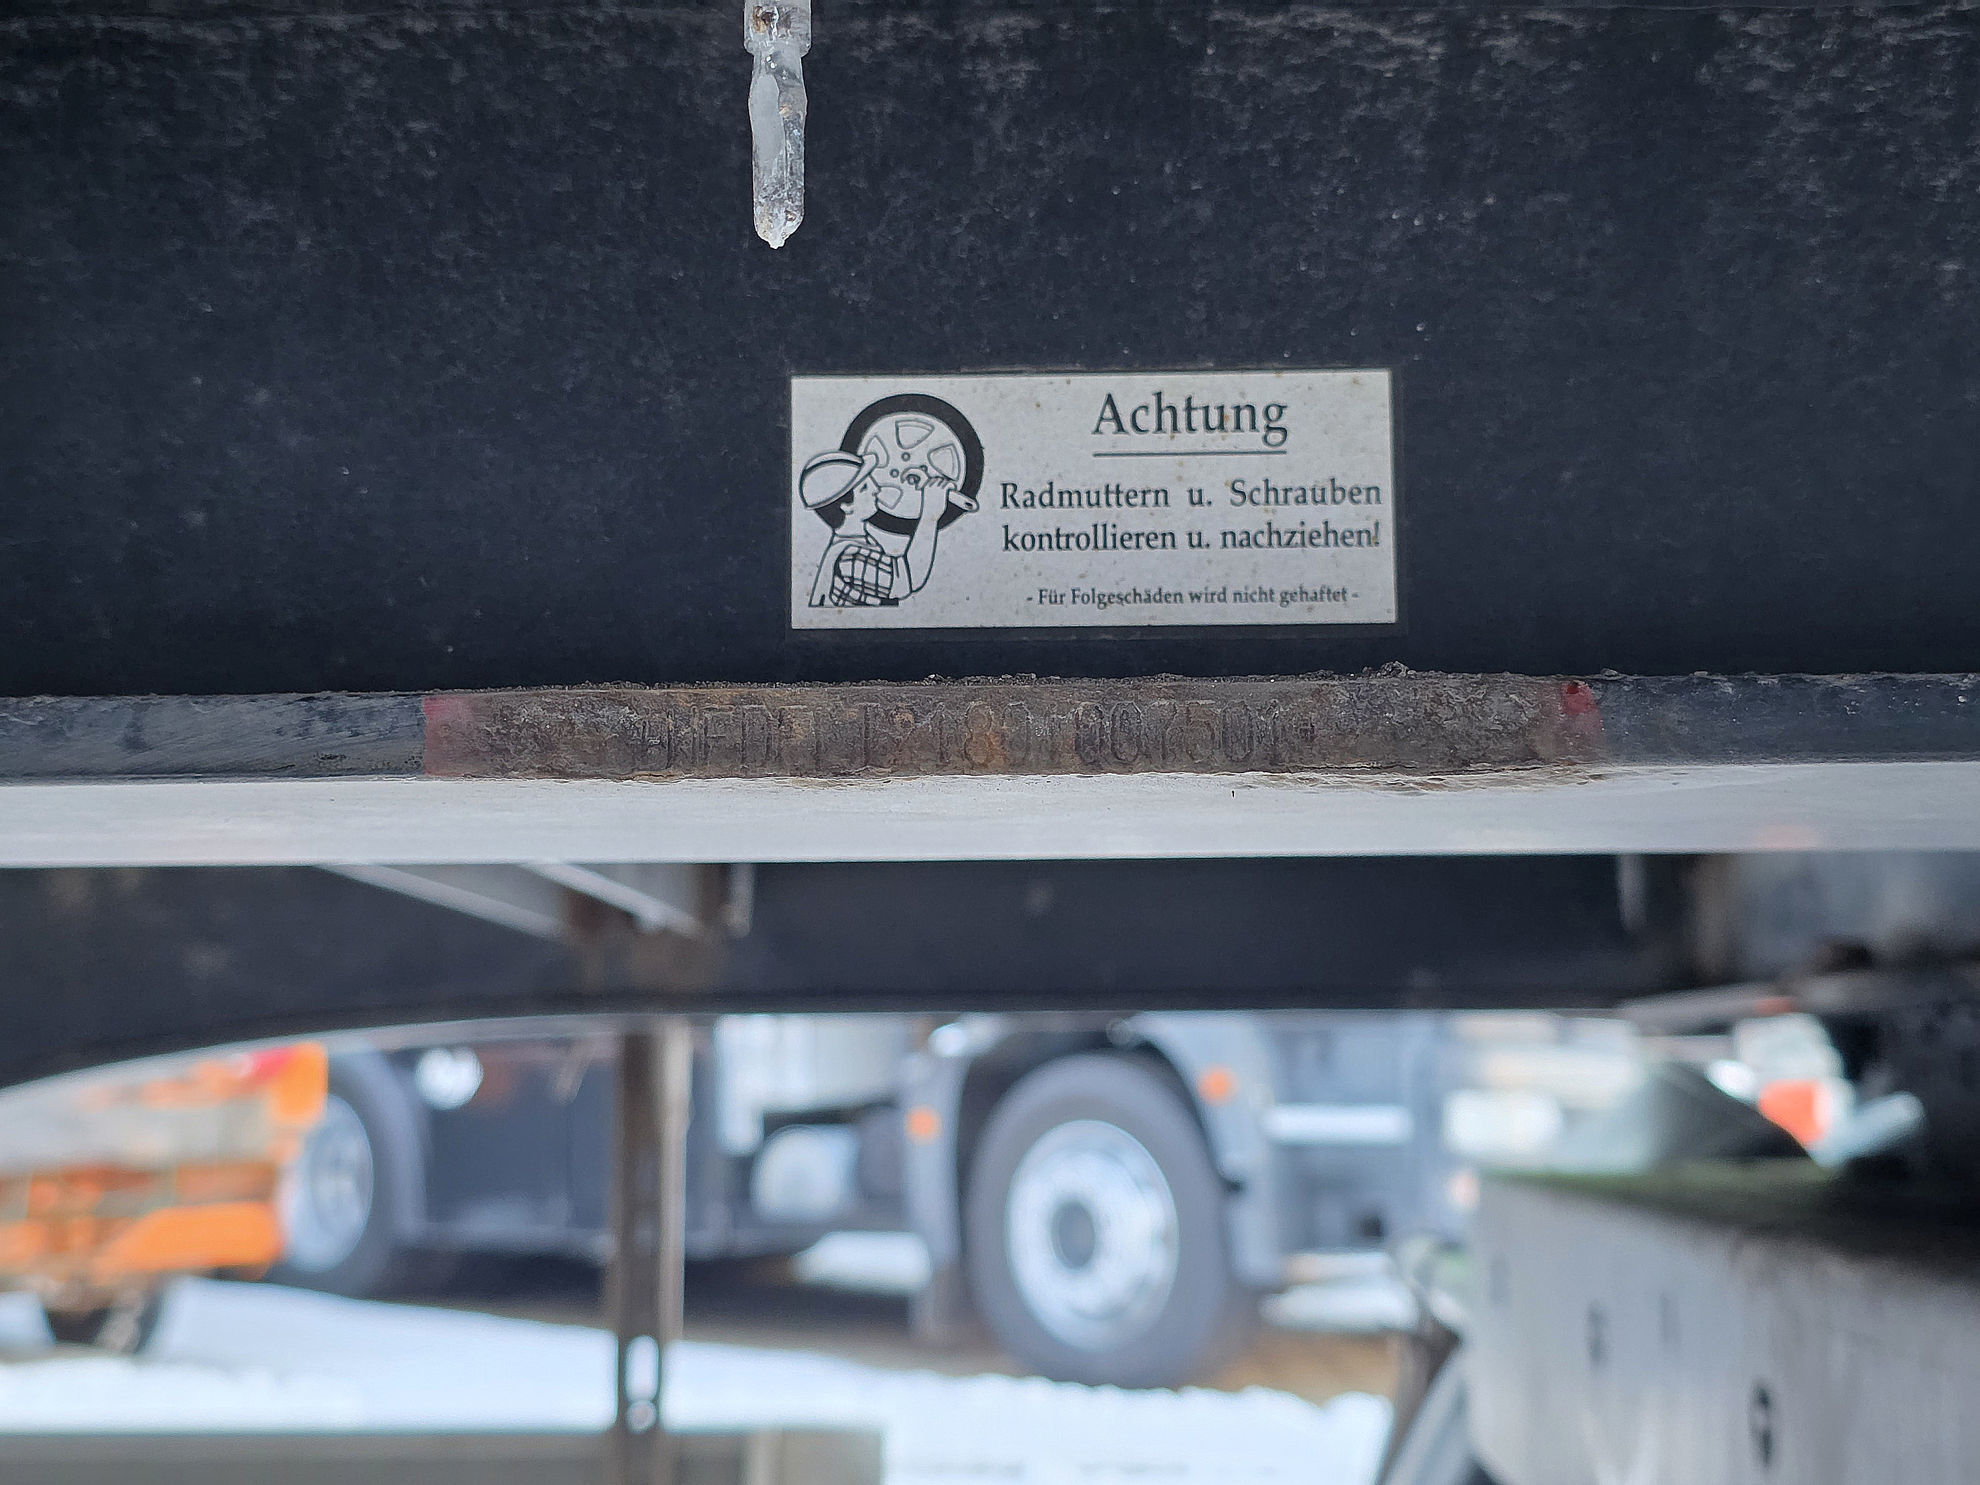 Achtung
Radmuttern u. Schrauben
kontrollieren u. nachziehen!
- Für Folgeschäden wird nicht gehaftet -